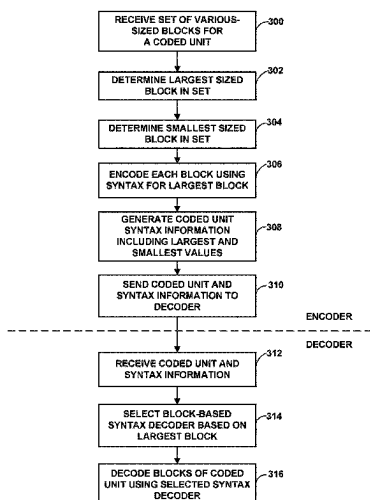 RECEIVE SET OF VARIOUS-
SIZED BLOCKS FOR
A CODED UNIT
300
DETERMINE LARGEST SIZED
BLOCK IN SET
302
DETERMINE SMALLEST SIZED
BLOCK IN SET
304
ENCODE EACH BLOCK USING
SYNTAX FOR LARGEST BLOCK
306
GENERATE CODED UNIT
SYNTAX INFORMATION
INCLUDING LARGEST AND
SMALLEST VALUES
308
SEND CODED UNIT AND
SYNTAX INFORMATION TO
DECODER
310
ENCODER
DECODER
RECEIVE CODED UNIT AND
SYNTAX INFORMATION
312
SELECT BLOCK-BASED
SYNTAX DECODER BASED ON
LARGEST BLOCK
314
DECODE BLOCKS OF CODED
UNIT USING SELECTED SYNTAX
DECODER
316